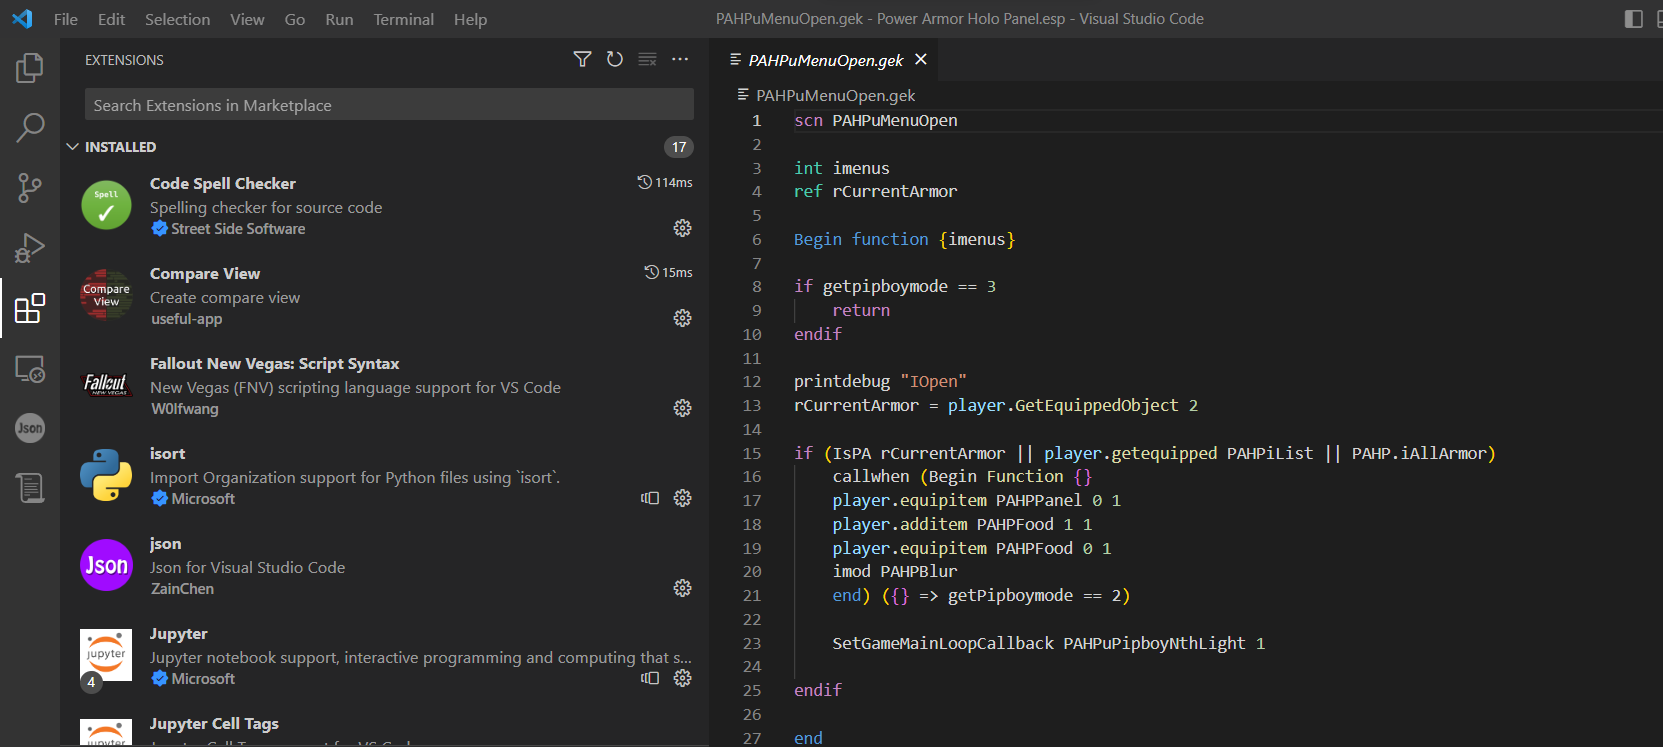 File Edit Selection View Go Run Terminal Help
PAHPuMenuOpen.gek - Power Armor Holo Panel.esp - Visual Studio Code
EXTENSIONS
Search Extensions in Marketplace
INSTALLED
17
Spell
Code Spell Checker
114ms
Spelling checker for source code
Street Side Software
Compare View
Compare View
15ms
Create compare view
useful-app
Fallout
NEW VEGAS
Fallout New Vegas: Script Syntax
New Vegas (FNV) scripting language support for VS Code
W0lfwang
isort
Import Organization support for Python files using `isort`.
Microsoft
Json
Json
json
Json for Visual Studio Code
ZainChen
jupyter
4
Jupyter
Jupyter notebook support, interactive programming and computing that s...
Microsoft
Jupyter Cell Tags
PAHPuMenuOpen.gek
PAHPuMenuOpen.gek
1 scn PAHPuMenuOpen
2
3 int imenus
4 ref rCurrentArmor
5
6 Begin function {imenus}
7
8 if getpipboymode == 3
9 return
10 endif
11
12 printdebug "IOpen"
13 rCurrentArmor = player.GetEquippedObject 2
14
15 if (IsPA rCurrentArmor || player.getequipped PAHPiList || PAHP.iAllArmor)
16 callwhen (Begin Function {}
17 player.equipitem PAHPPanel 0 1
18 player.additem PAHPFood 1 1
19 player.equipitem PAHPFood 0 1
20 imod PAHPBlur
21 end) ({} => getPipboymode == 2)
22
23 SetGameMainLoopCallback PAHPuPipboyNthLight 1
24
25 endif
26
27 end